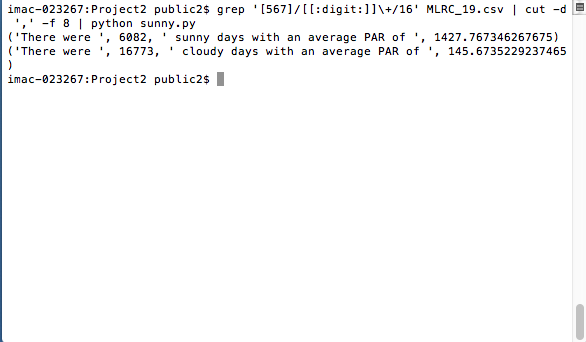 imac-023267:Project2 public2$ grep '[567]/[[:digit:]]\+/16' MLRC_19.csv | cut -d
',' -f 8 | python sunny.py
('There were ', 6082, ' sunny days with an average PAR of ', 1427.767346267675)
('There were ', 16773, ' cloudy days with an average PAR of ', 145.6735229237465
)
imac-023267:Project2 public2$